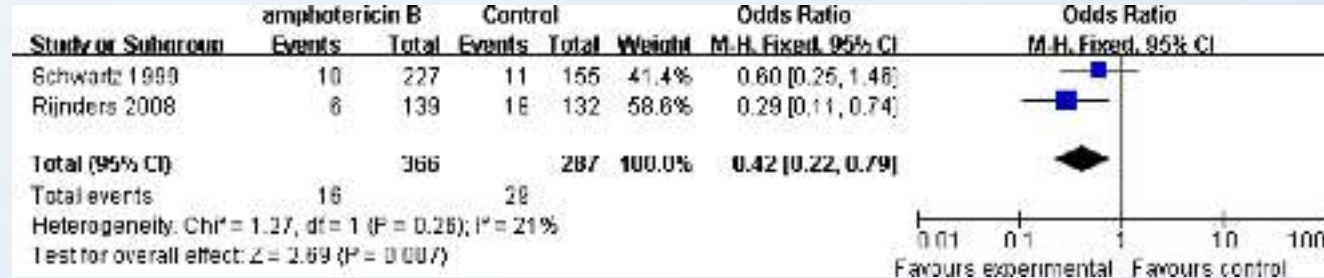 amphotericin B Control Odds Ratio Odds Ratio
Study or Subgroup Events Total Events Total Weight M-H, Fixed, 95% CI M-H, Fixed, 95% CI
Schwartz 1999 10 227 11 155 41.4% 0.60 [0.25, 1.46]
Rijnders 2008 6 139 18 132 58.6% 0.29 [0.11, 0.74]
Total (95% CI) 366 287 100.0% 0.42 [0.22, 0.79]
Total events 16 29
Heterogeneity: Chi² = 1.27, df = 1 (P = 0.26); I² = 21%
Test for overall effect: Z = 2.69 (P = 0.007)
0.01 0.1 1 10 100
Favours experimental Favours control